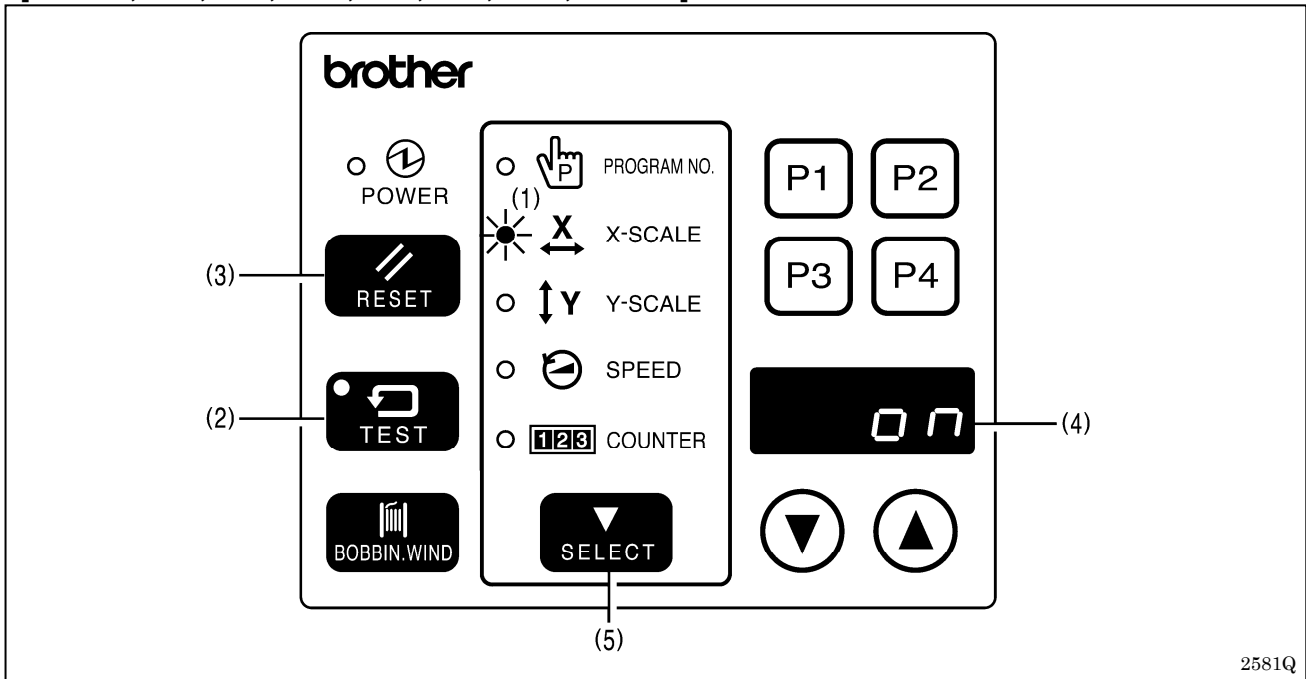 brother
POWER
P
PROGRAM NO.
(1)
X
X-SCALE
Y
Y-SCALE
SPEED
123
COUNTER
SELECT
(5)
(3)
RESET
(2)
TEST
BOBBIN.WIND
P1
P2
P3
P4
on
(4)
2581Q